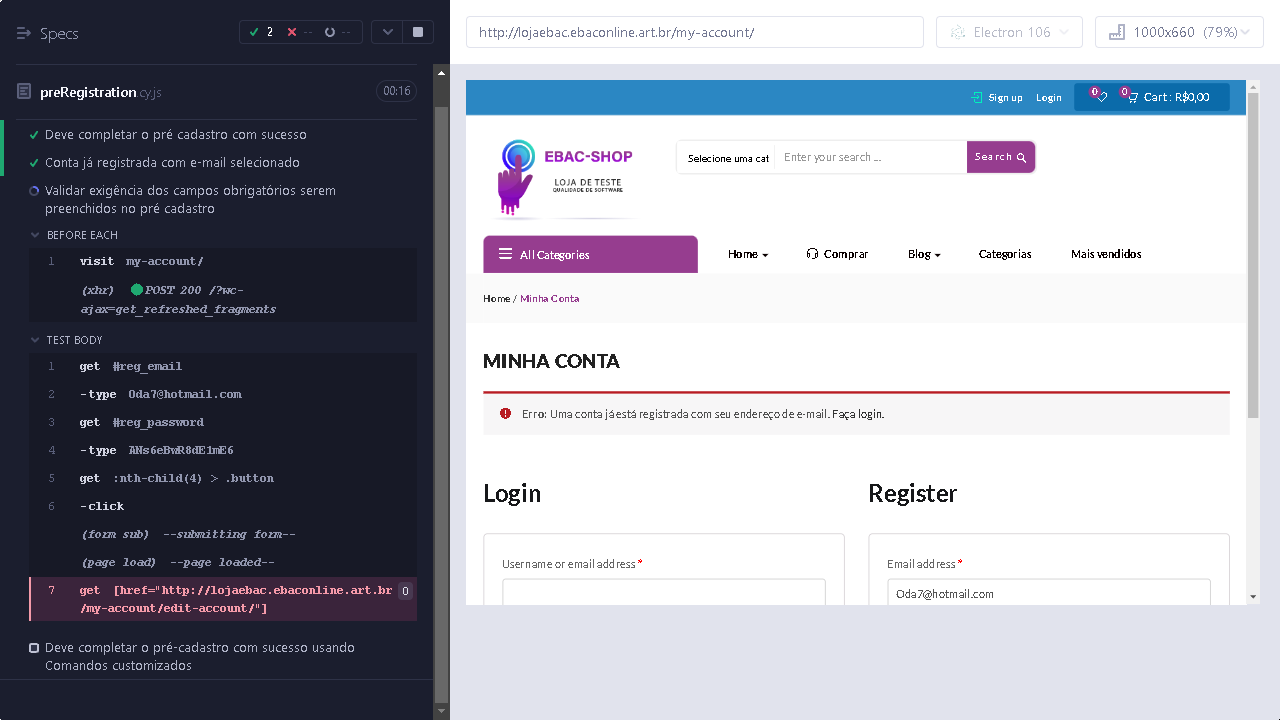 Specs
2 -- --
preRegistration.cy.js
00:16
Deve completar o pré cadastro com sucesso
Conta já registrada com e-mail selecionado
Validar exigência dos campos obrigatórios serem
preenchidos no pré cadastro
BEFORE EACH
1 visit my-account/
(xhr) POST 200 /?wc-
ajax=get_refreshed_fragments
TEST BODY
1 get #reg_email
2 -type Oda7@hotmail.com
3 get #reg_password
4 -type ANs6eBwR8dE1mE6
5 get :nth-child(4) > .button
6 -click
(form sub) --submitting form--
(page load) --page loaded--
7 get [href="http://lojaebac.ebaconline.art.br
/my-account/edit-account/"] 0
Deve completar o pré-cadastro com sucesso usando
Comandos customizados
http://lojaebac.ebaconline.art.br/my-account/
Electron 106
1000x660 (79%)
Sign up Login 0 0 Cart : R$0,00
EBAC-SHOP
LOJA DE TESTE
QUALIDADE DE SOFTWARE
Selecione uma cat Enter your search ... Search
All Categories Home Comprar Blog Categorias Mais vendidos
Home / Minha Conta
MINHA CONTA
Erro: Uma conta já está registrada com seu endereço de e-mail. Faça login.
Login
Register
Username or email address *
Email address *
Oda7@hotmail.com